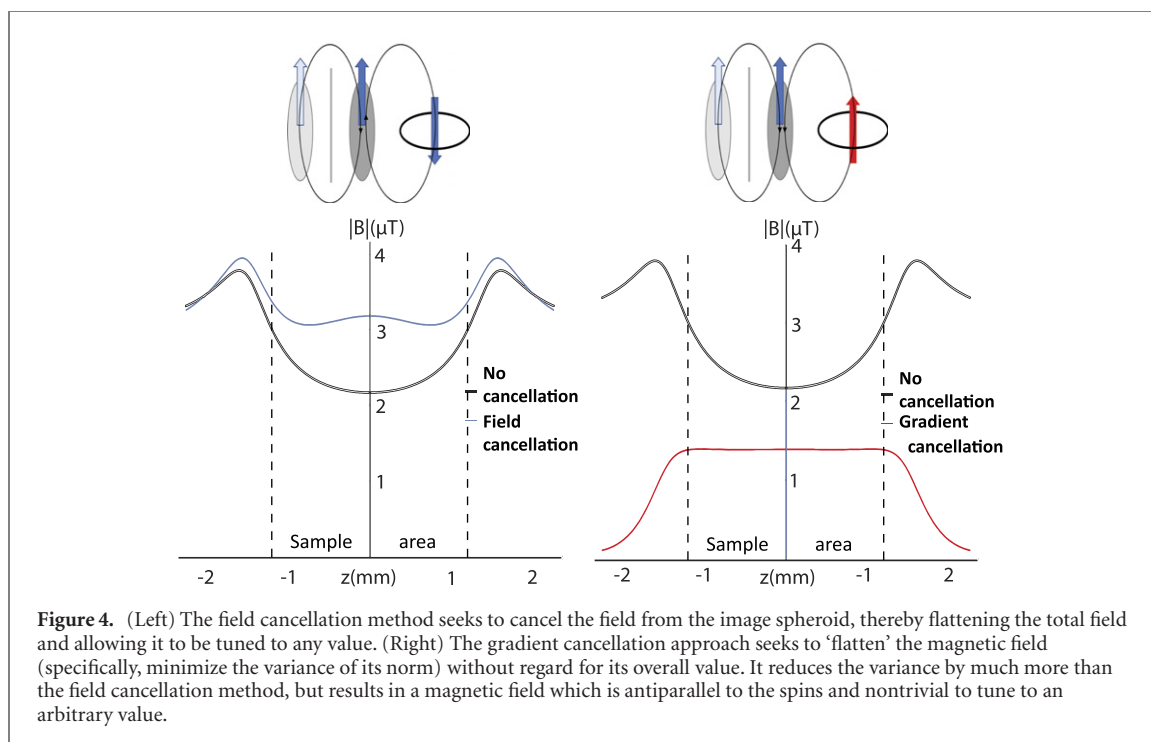 |B|(μT)
4
3
2
1
No
cancellation
Field
cancellation
Sample area
-2 -1 z(mm) 1 2
|B|(μT)
4
3
2
1
No
cancellation
Gradient
cancellation
Sample area
-2 -1 z(mm) -1 2
Figure 4. (Left) The field cancellation method seeks to cancel the field from the image spheroid, thereby flattening the total field
and allowing it to be tuned to any value. (Right) The gradient cancellation approach seeks to ‘flatten’ the magnetic field
(specifically, minimize the variance of its norm) without regard for its overall value. It reduces the variance by much more than
the field cancellation method, but results in a magnetic field which is antiparallel to the spins and nontrivial to tune to an
arbitrary value.